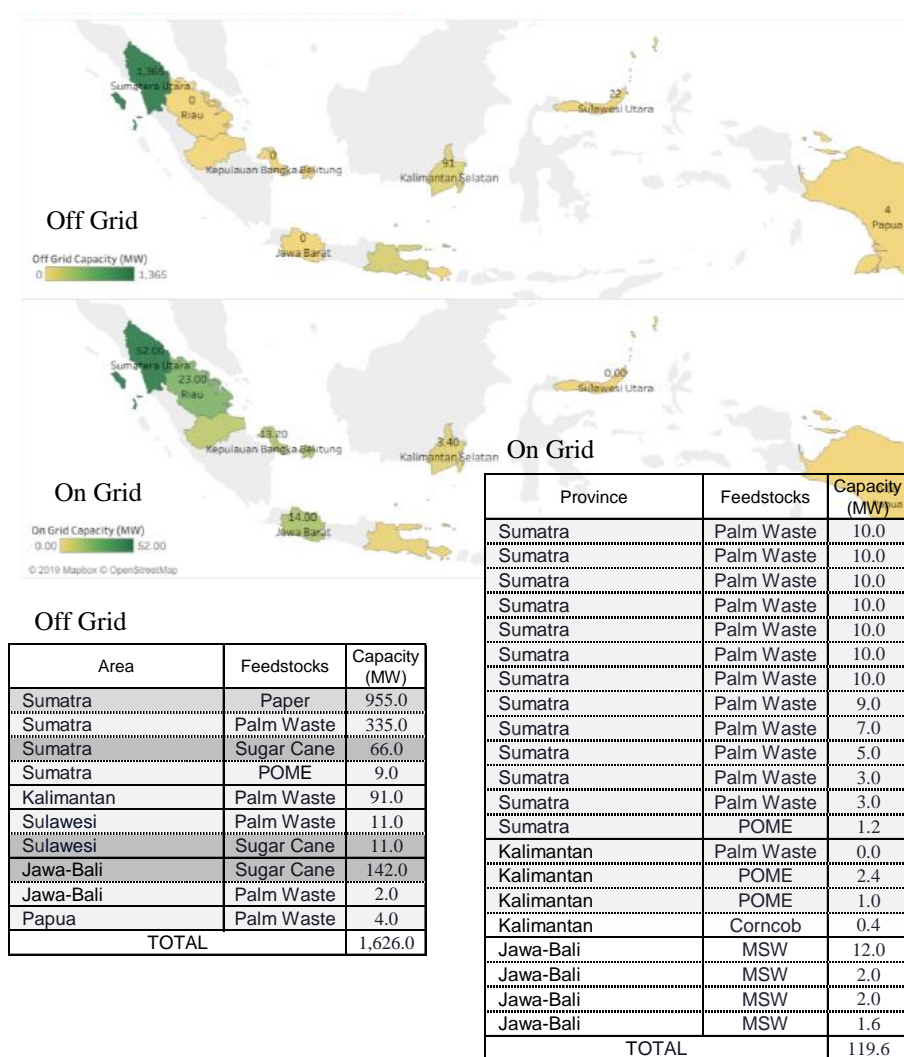 1,365
Sumatera Utara
0
Riau
0
Kepulauan Bangka Belitung
91
Kalimantan Selatan
22
Sulawesi Utara
4
Papua
0
Jawa Barat
Off Grid
Off Grid Capacity (MW)
0 1,365
52.00
Sumatera Utara
23.00
Riau
13.20
Kepulauan Bangka Belitung
3.40
Kalimantan Selatan
0.00
Sulawesi Utara
14.00
Jawa Barat
Papua
On Grid
On Grid Capacity (MW)
0.00 52.00
© 2019 Mapbox © OpenStreetMap
On Grid
Province Feedstocks Capacity (MW)
Sumatra Palm Waste 10.0
Sumatra Palm Waste 10.0
Sumatra Palm Waste 10.0
Sumatra Palm Waste 10.0
Sumatra Palm Waste 10.0
Sumatra Palm Waste 10.0
Sumatra Palm Waste 10.0
Sumatra Palm Waste 9.0
Sumatra Palm Waste 7.0
Sumatra Palm Waste 5.0
Sumatra Palm Waste 3.0
Sumatra Palm Waste 3.0
Sumatra POME 1.2
Kalimantan Palm Waste 0.0
Kalimantan POME 2.4
Kalimantan POME 1.0
Kalimantan Corncob 0.4
Jawa-Bali MSW 12.0
Jawa-Bali MSW 2.0
Jawa-Bali MSW 2.0
Jawa-Bali MSW 1.6
TOTAL 119.6
Off Grid
Area Feedstocks Capacity (MW)
Sumatra Paper 955.0
Sumatra Palm Waste 335.0
Sumatra Sugar Cane 66.0
Sumatra POME 9.0
Kalimantan Palm Waste 91.0
Sulawesi Palm Waste 11.0
Sulawesi Sugar Cane 11.0
Jawa-Bali Sugar Cane 142.0
Jawa-Bali Palm Waste 2.0
Papua Palm Waste 4.0
TOTAL 1,626.0